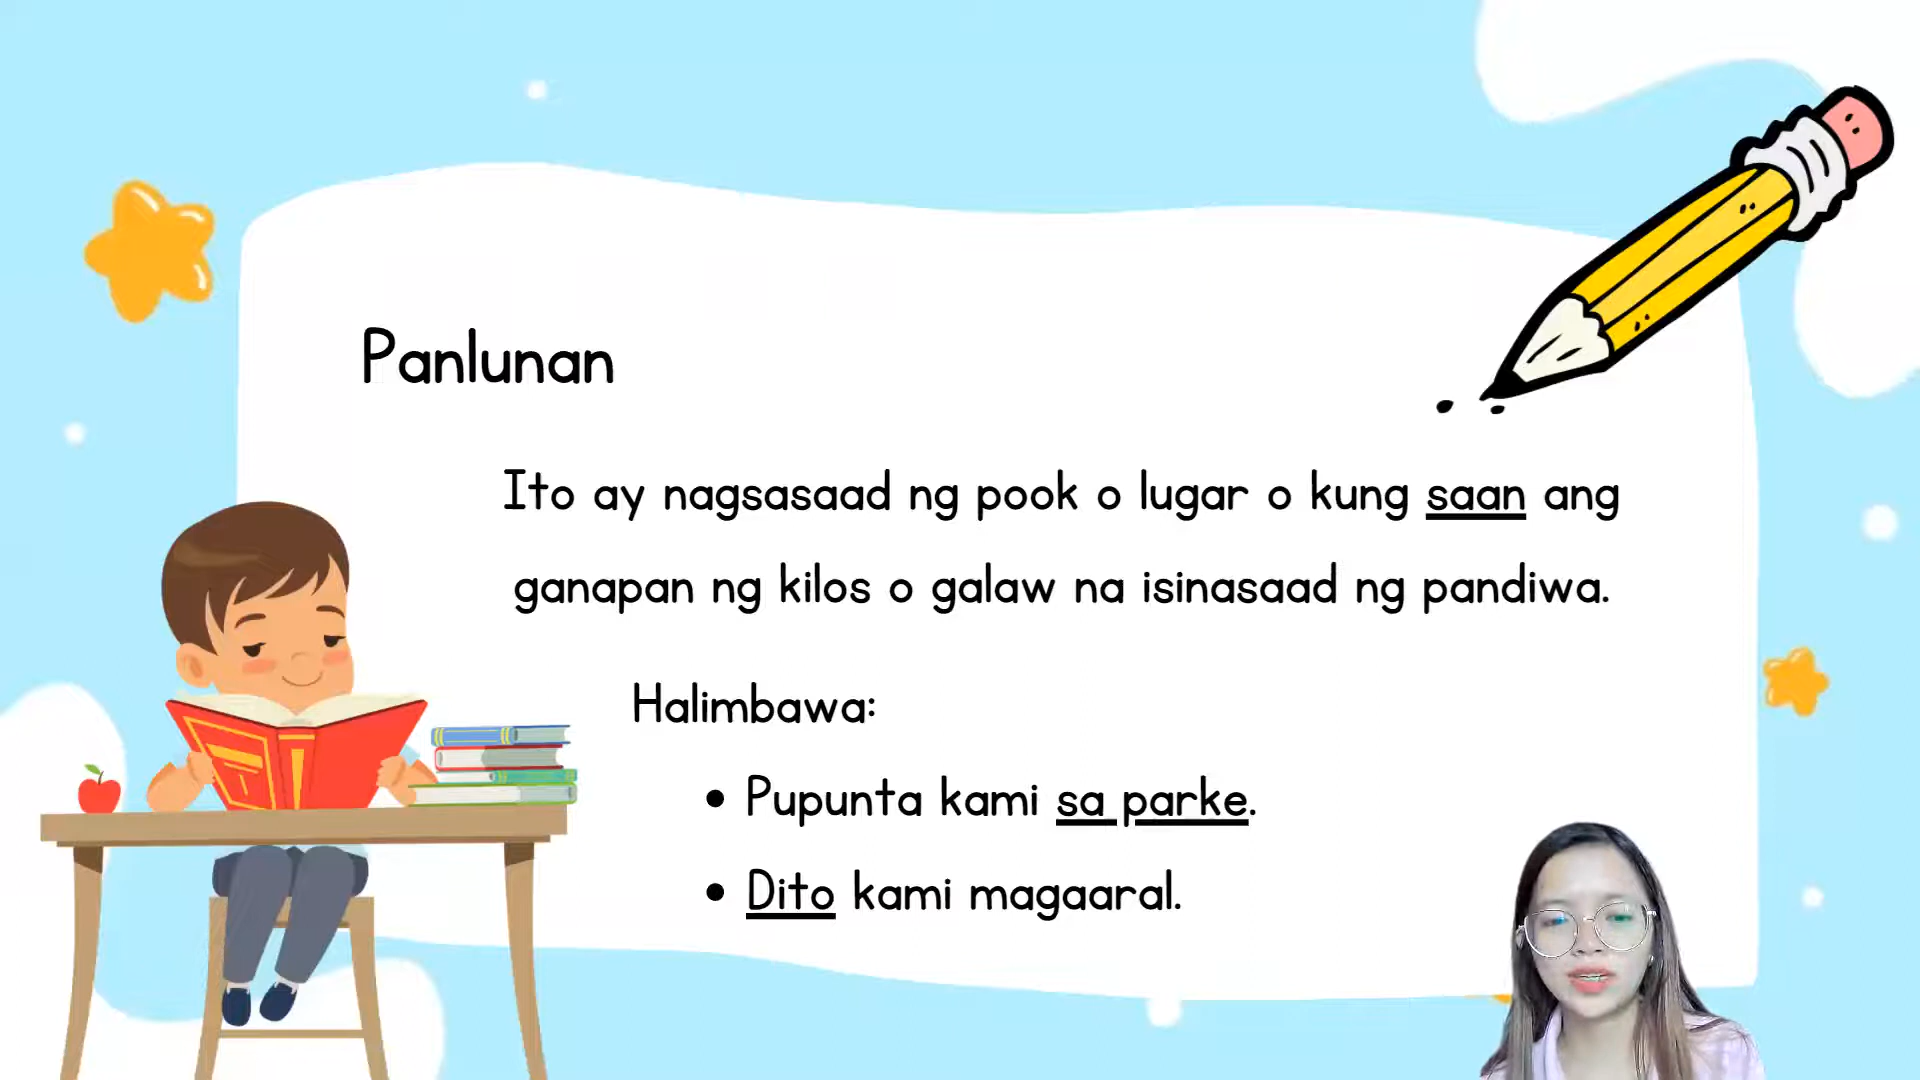 Panlunan
Ito ay nagsasaad ng pook o lugar o kung saan ang
ganapan ng kilos o galaw na isinasaad ng pandiwa.
Halimbawa:
• Pupunta kami sa parke.
• Dito kami magaaral.